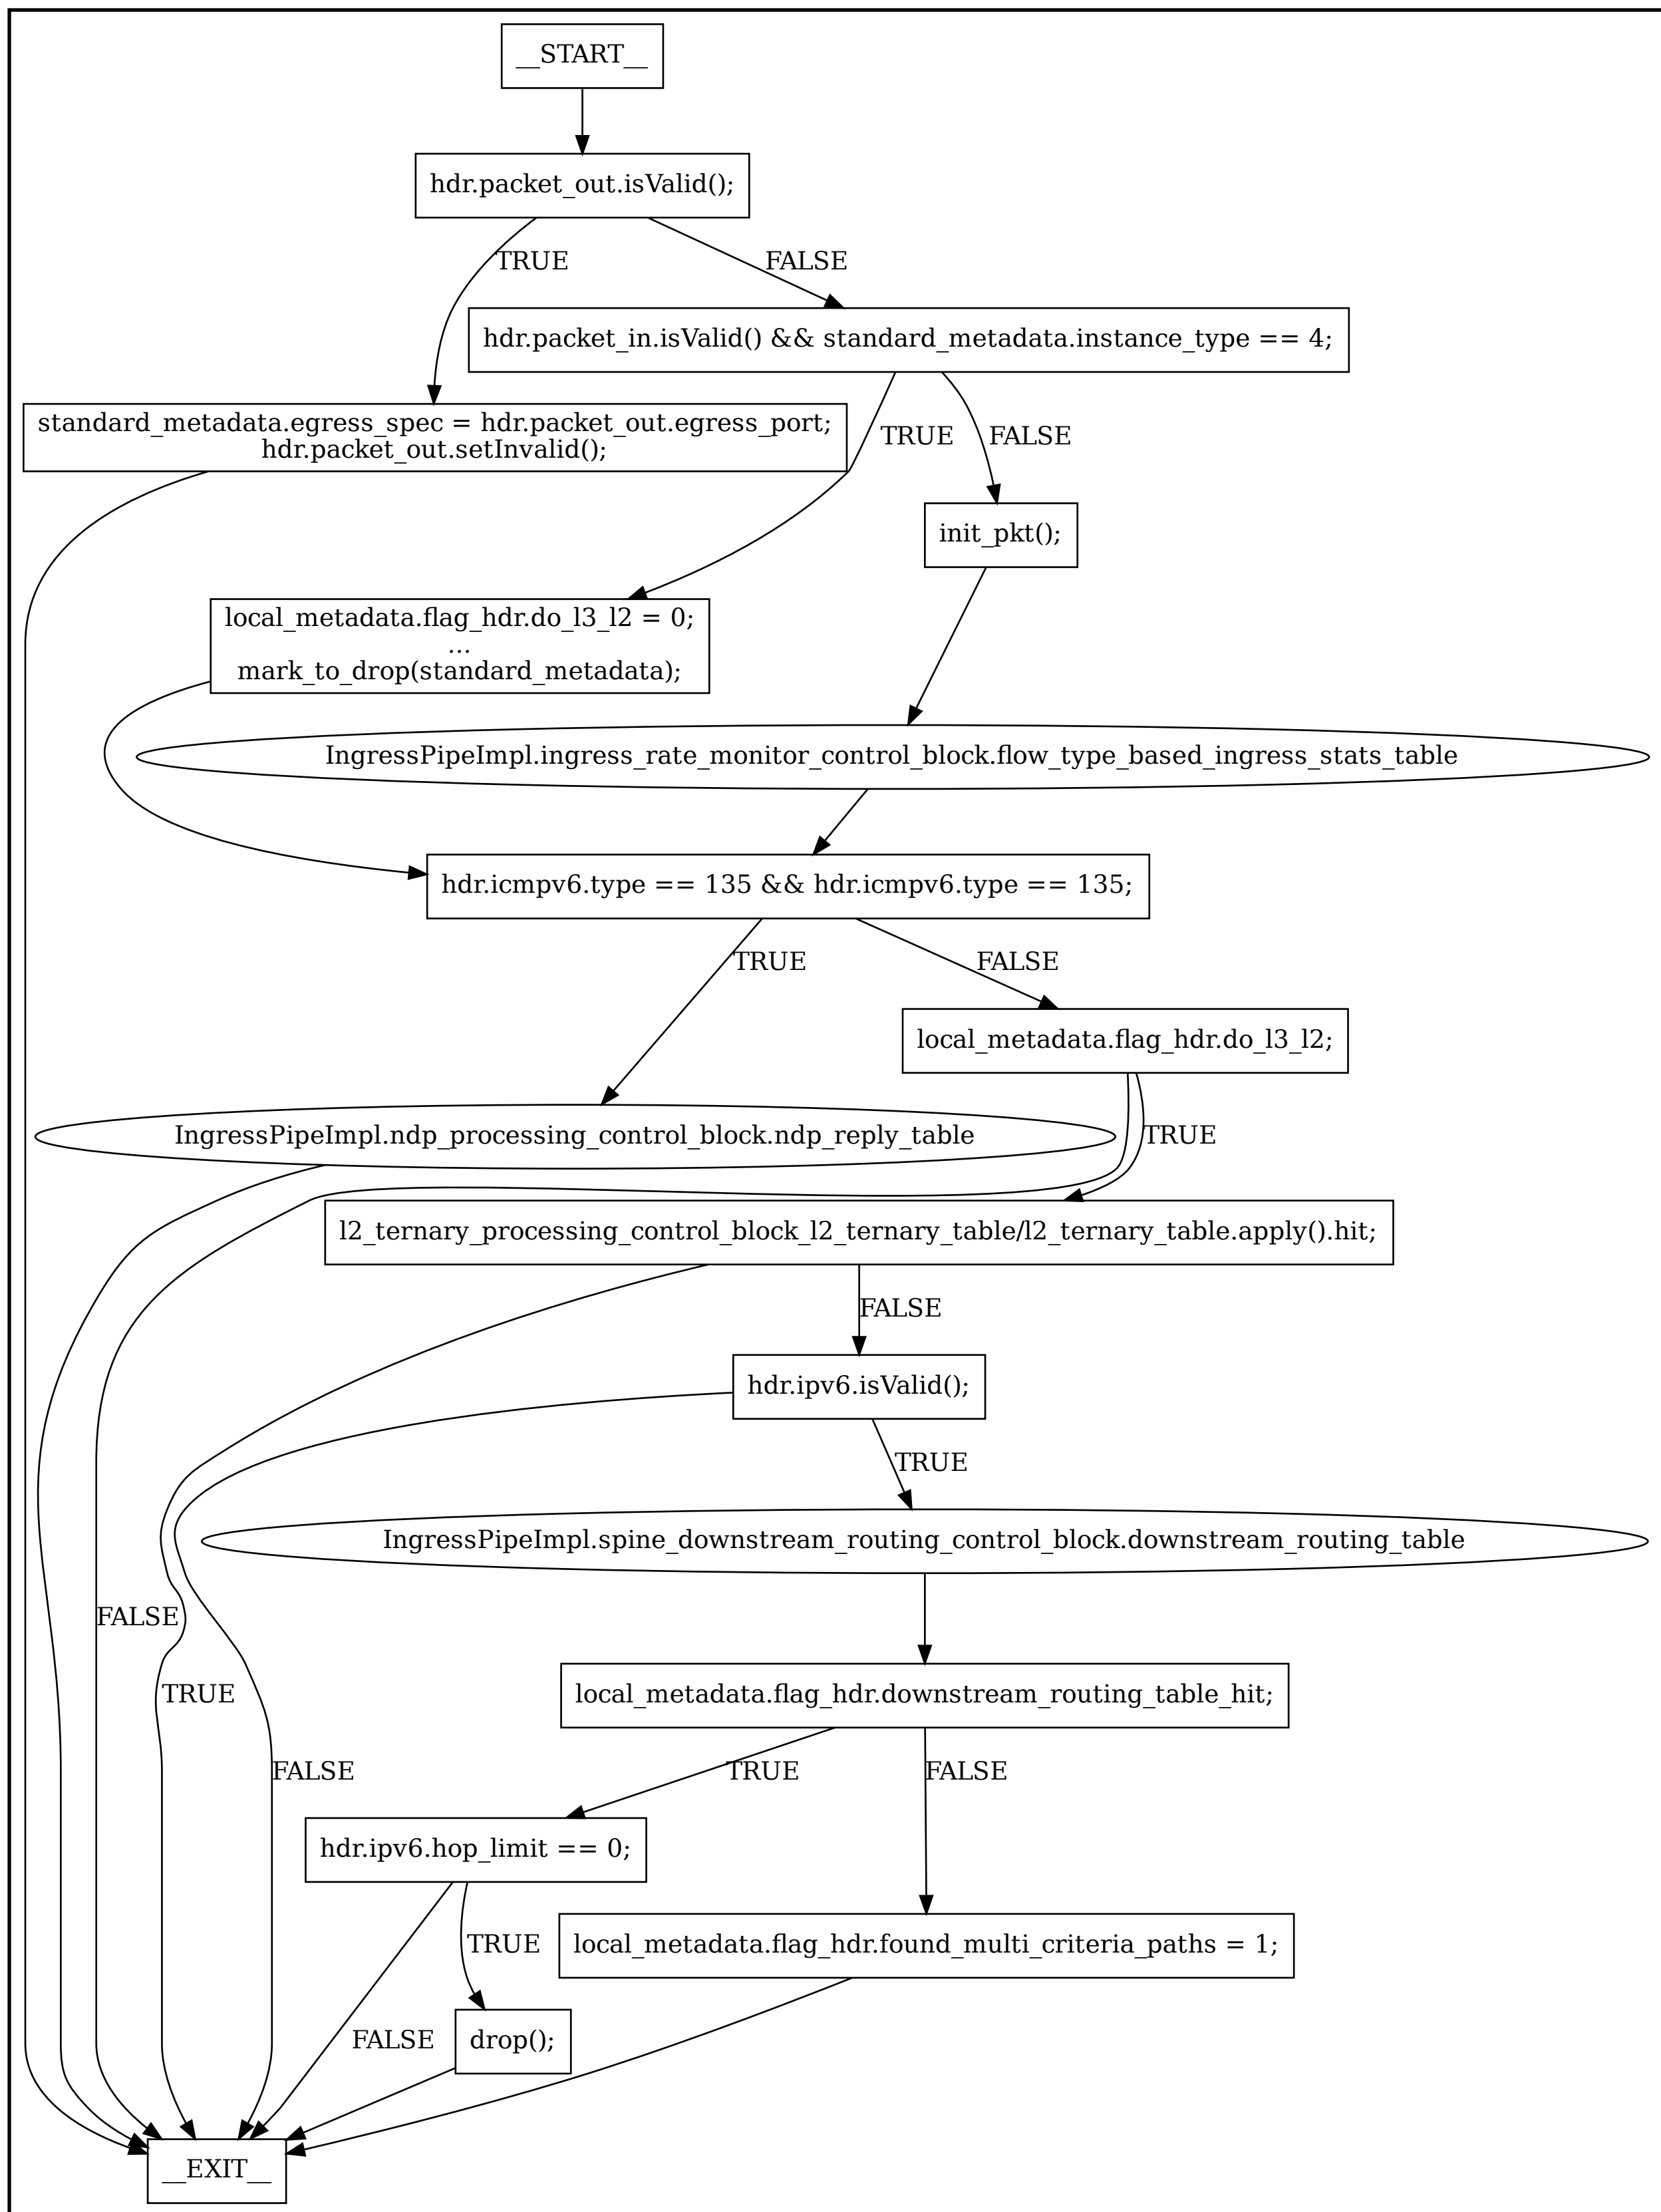 __START__
hdr.packet_out.isValid();
TRUE
FALSE
hdr.packet_in.isValid() && standard_metadata.instance_type == 4;
standard_metadata.egress_spec = hdr.packet_out.egress_port;
hdr.packet_out.setInvalid();
TRUE
FALSE
init_pkt();
local_metadata.flag_hdr.do_l3_l2 = 0;
...
mark_to_drop(standard_metadata);
IngressPipeImpl.ingress_rate_monitor_control_block.flow_type_based_ingress_stats_table
hdr.icmpv6.type == 135 && hdr.icmpv6.type == 135;
TRUE
FALSE
local_metadata.flag_hdr.do_l3_l2;
IngressPipeImpl.ndp_processing_control_block.ndp_reply_table
TRUE
l2_ternary_processing_control_block_l2_ternary_table/l2_ternary_table.apply().hit;
FALSE
hdr.ipv6.isValid();
TRUE
IngressPipeImpl.spine_downstream_routing_control_block.downstream_routing_table
FALSE
TRUE
local_metadata.flag_hdr.downstream_routing_table_hit;
FALSE
TRUE
FALSE
hdr.ipv6.hop_limit == 0;
TRUE
local_metadata.flag_hdr.found_multi_criteria_paths = 1;
FALSE
drop();
__EXIT__